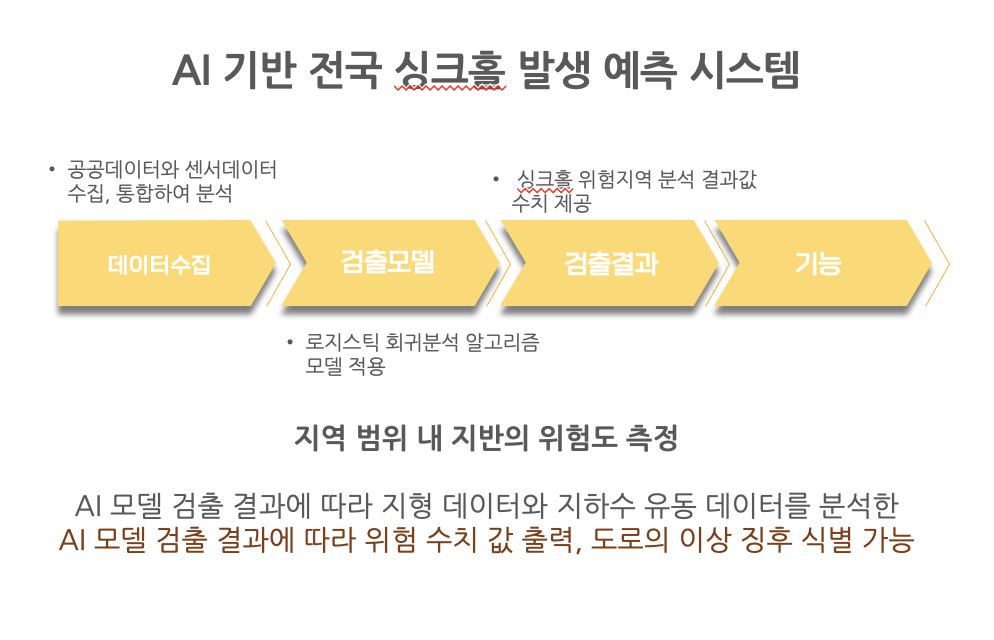 AI 기반 전국 싱크홀 발생 예측 시스템
• 공공데이터와 센서데이터
수집, 통합하여 분석
• 싱크홀 위험지역 분석 결과값
수치 제공
데이터수집
검출모델
검출결과
기능
• 로지스틱 회귀분석 알고리즘
모델 적용
지역 범위 내 지반의 위험도 측정
AI 모델 검출 결과에 따라 지형 데이터와 지하수 유동 데이터를 분석한
AI 모델 검출 결과에 따라 위험 수치 값 출력, 도로의 이상 징후 식별 가능